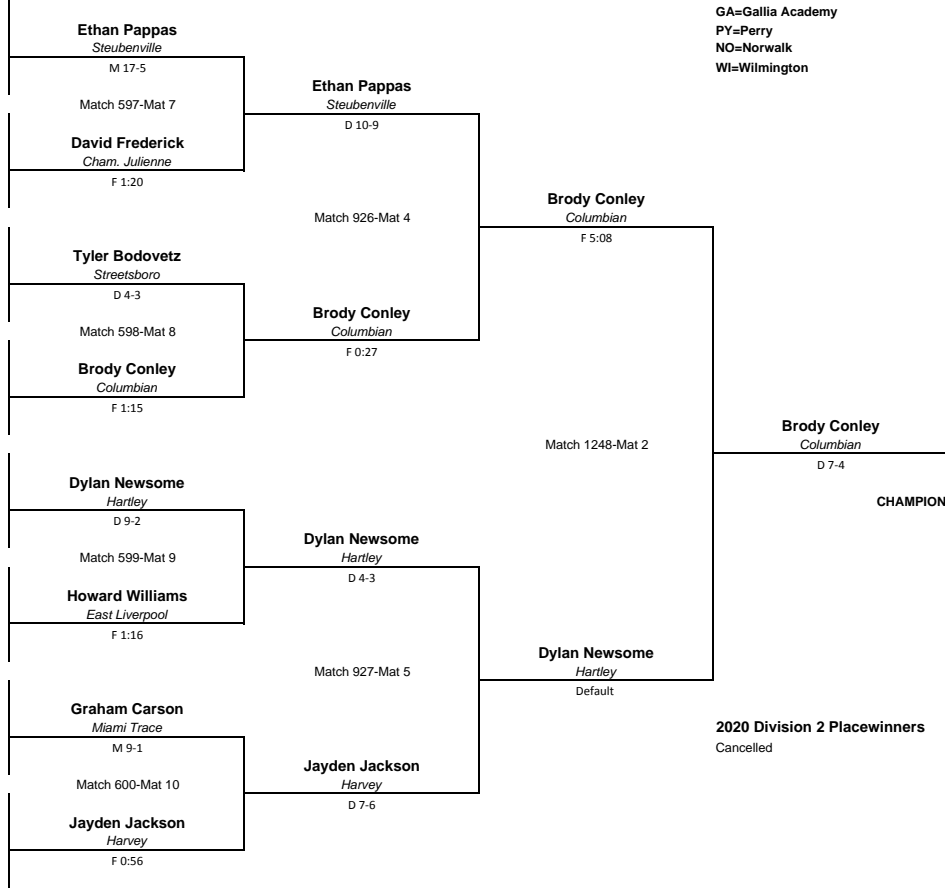 GA=Gallia Academy
PY=Perry
NO=Norwalk
WI=Wilmington
Ethan Pappas
Steubenville
M 17-5
Match 597-Mat 7
David Frederick
Cham. Julienne
F 1:20
Tyler Bodovetz
Streetsboro
D 4-3
Match 598-Mat 8
Brody Conley
Columbian
F 1:15
Dylan Newsome
Hartley
D 9-2
Match 599-Mat 9
Howard Williams
East Liverpool
F 1:16
Graham Carson
Miami Trace
M 9-1
Match 600-Mat 10
Jayden Jackson
Harvey
F 0:56
Ethan Pappas
Steubenville
D 10-9
Match 926-Mat 4
Brody Conley
Columbian
F 0:27
Dylan Newsome
Hartley
D 4-3
Match 927-Mat 5
Jayden Jackson
Harvey
D 7-6
Brody Conley
Columbian
F 5:08
Match 1248-Mat 2
Dylan Newsome
Hartley
Default
Brody Conley
Columbian
D 7-4
CHAMPION
2020 Division 2 Placewinners
Cancelled